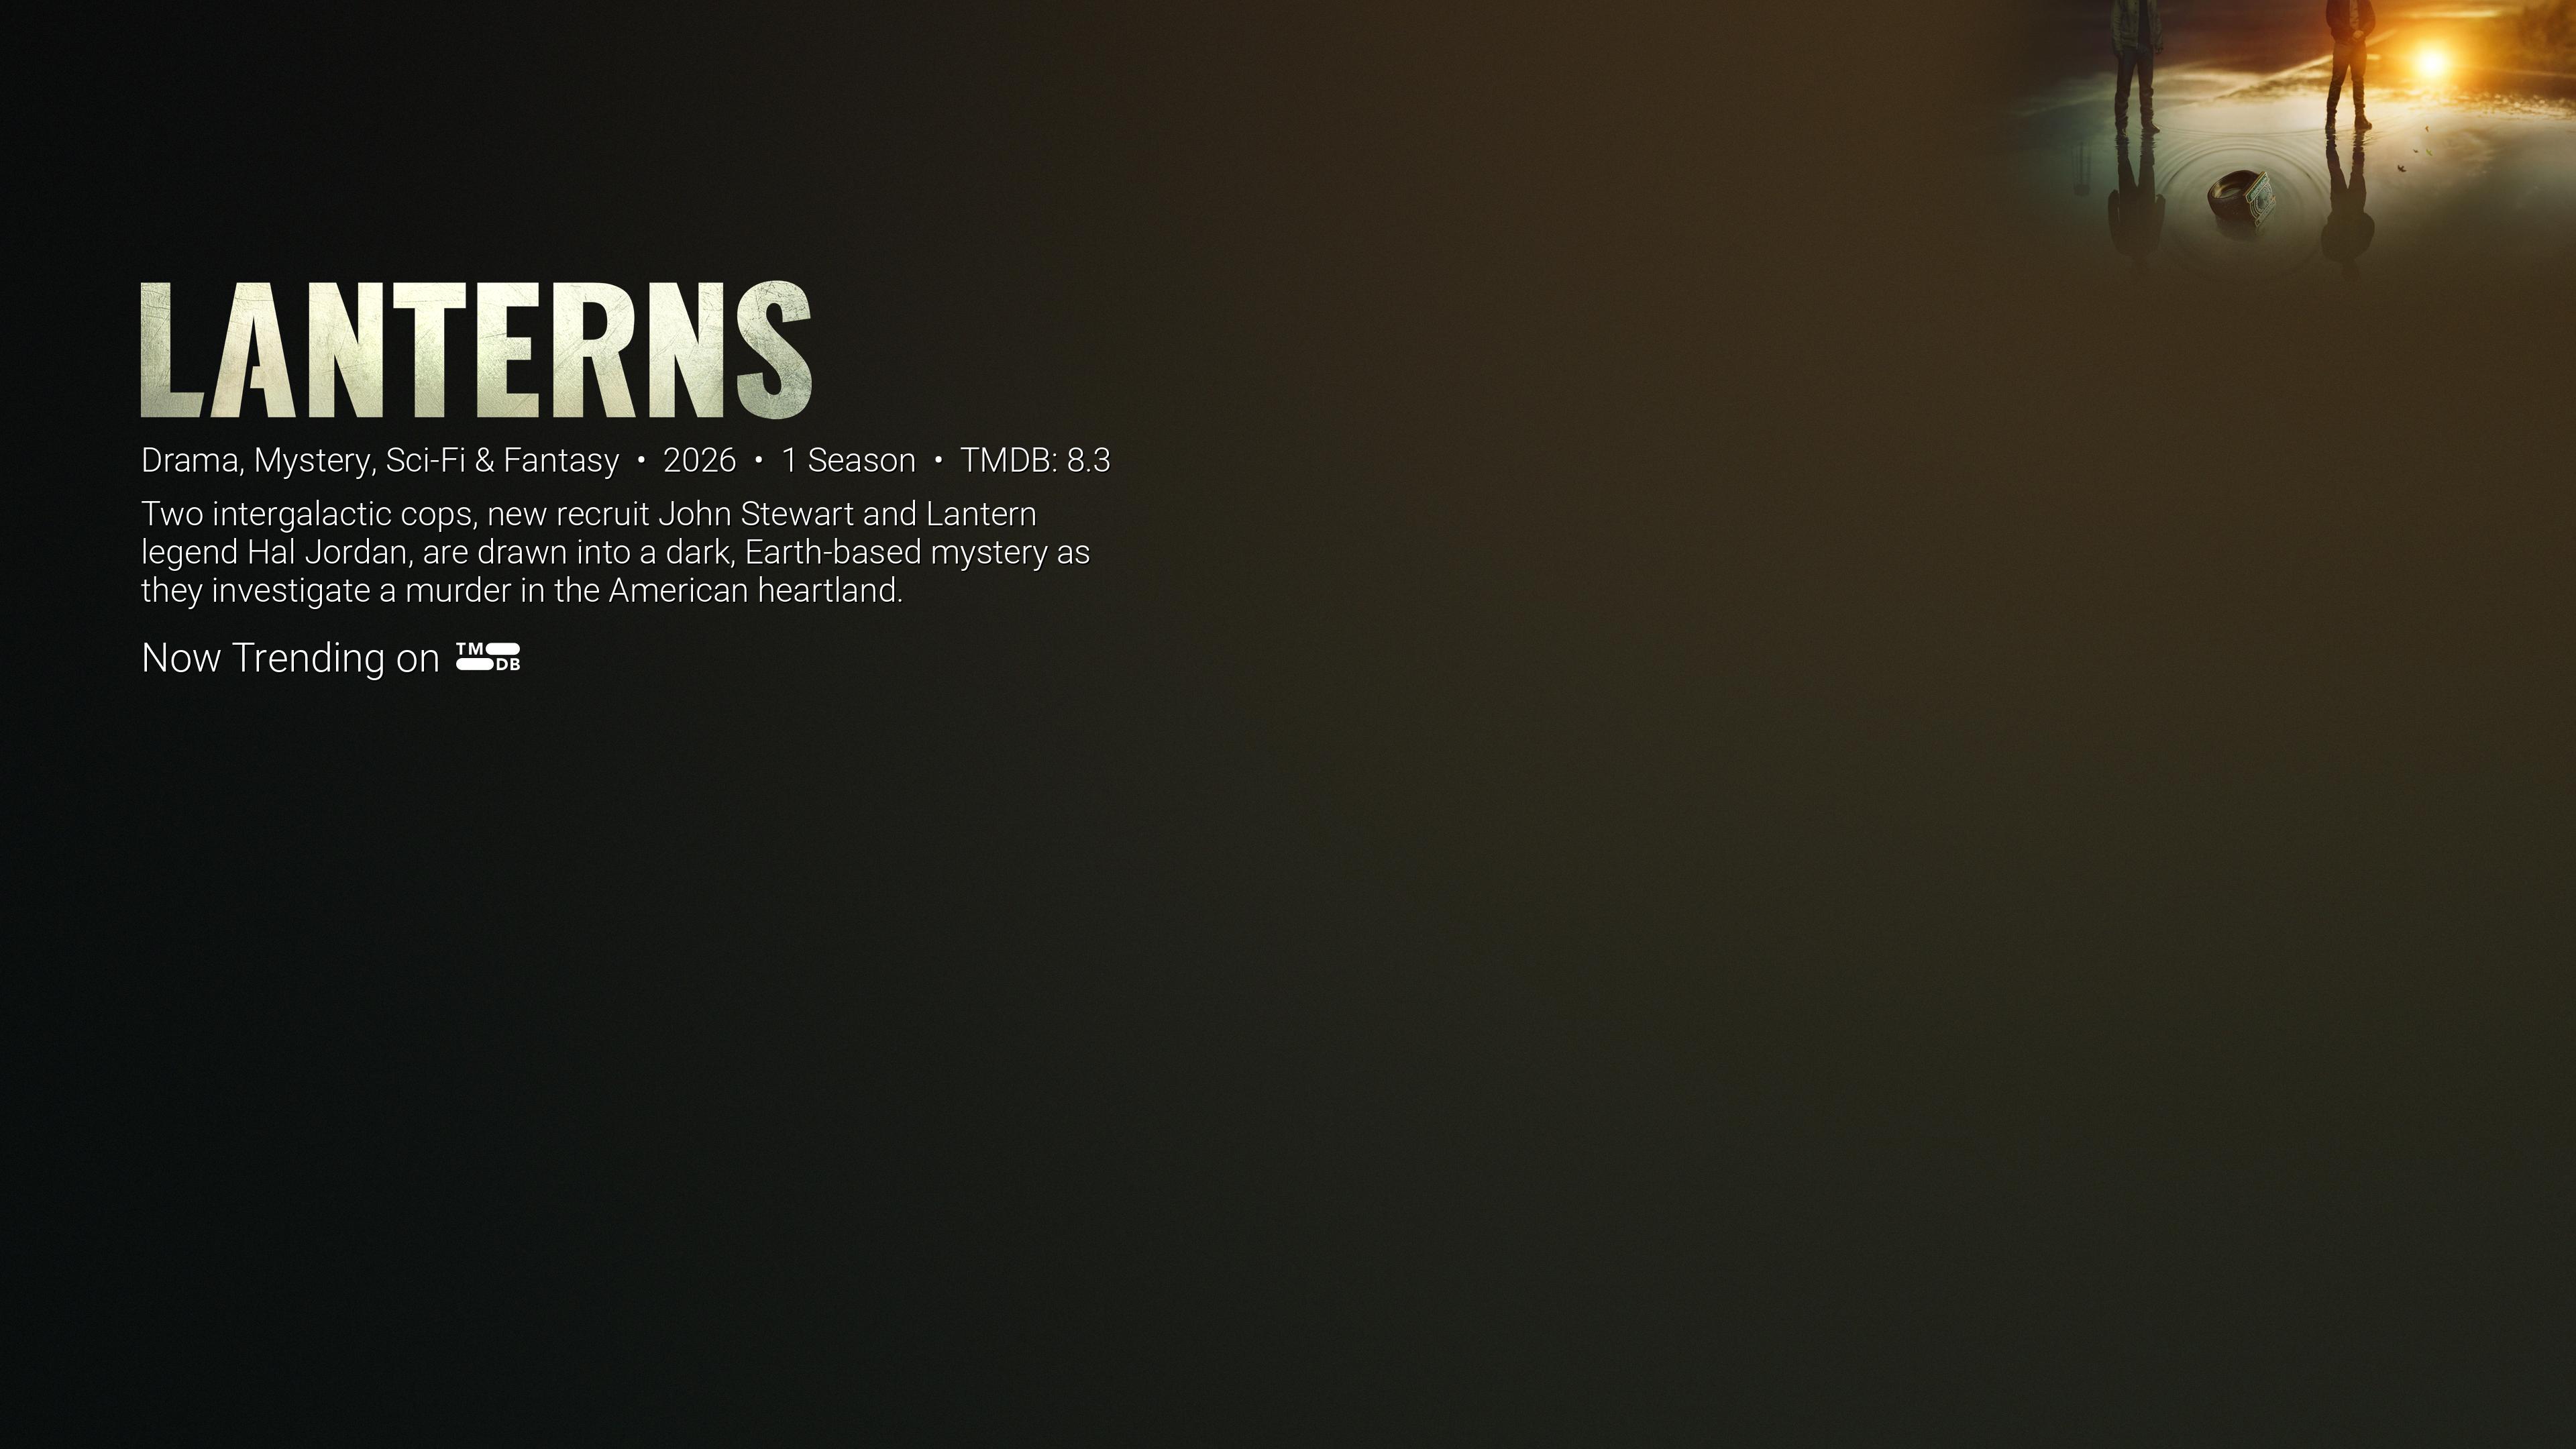 LANTERNS
Drama, Mystery, Sci-Fi & Fantasy • 2026 • 1 Season • TMDB: 8.3
Two intergalactic cops, new recruit John Stewart and Lantern
legend Hal Jordan, are drawn into a dark, Earth-based mystery as
they investigate a murder in the American heartland.
Now Trending on TMDB